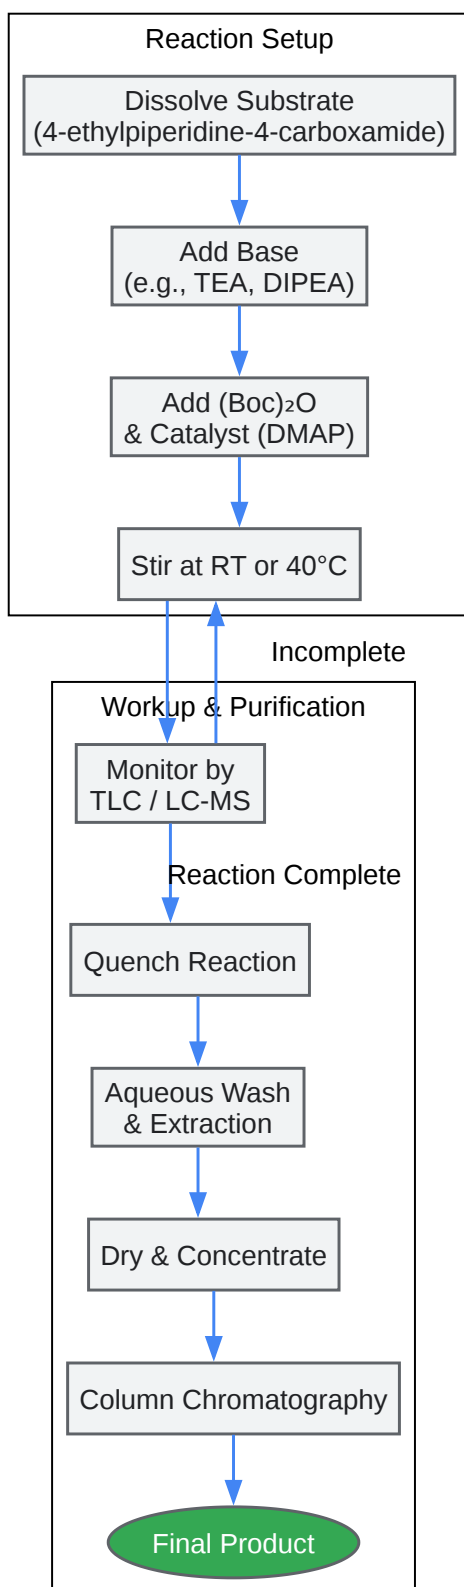 Reaction Setup
Dissolve Substrate
(4-ethylpiperidine-4-carboxamide)
Add Base
(e.g., TEA, DIPEA)
Add (Boc)₂O
& Catalyst (DMAP)
Stir at RT or 40°C
Incomplete
Workup & Purification
Monitor by
TLC / LC-MS
Reaction Complete
Quench Reaction
Aqueous Wash
& Extraction
Dry & Concentrate
Column Chromatography
Final Product